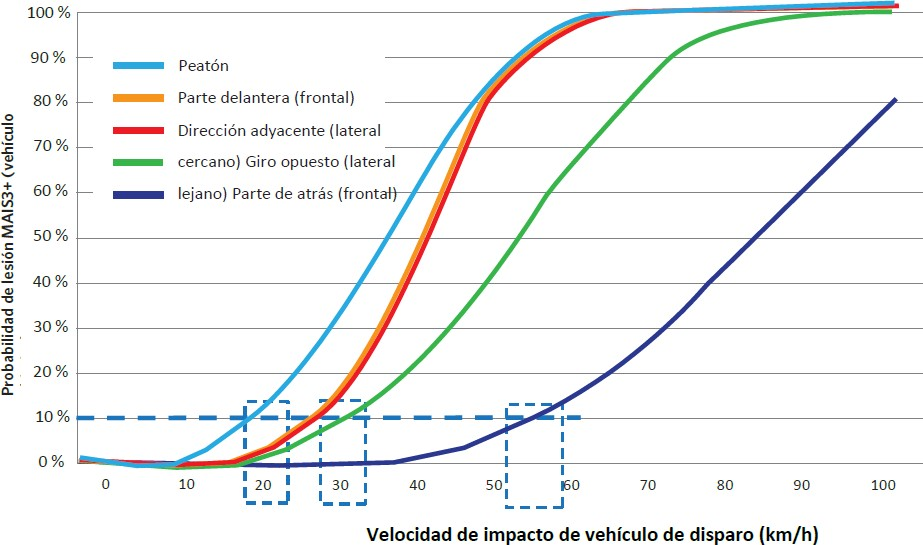 100 %
90 %
80 %
70 %
60 %
50 %
40 %
30 %
20 %
10 %
0 %
Probabilidad de lesión MAIS3+ (vehículo
Peatón
Parte delantera (frontal)
Dirección adyacente (lateral
cercano) Giro opuesto (lateral
lejano) Parte de atrás (frontal)
0 10 20 30 40 50 60 70 80 90 100
Velocidad de impacto de vehículo de disparo (km/h)